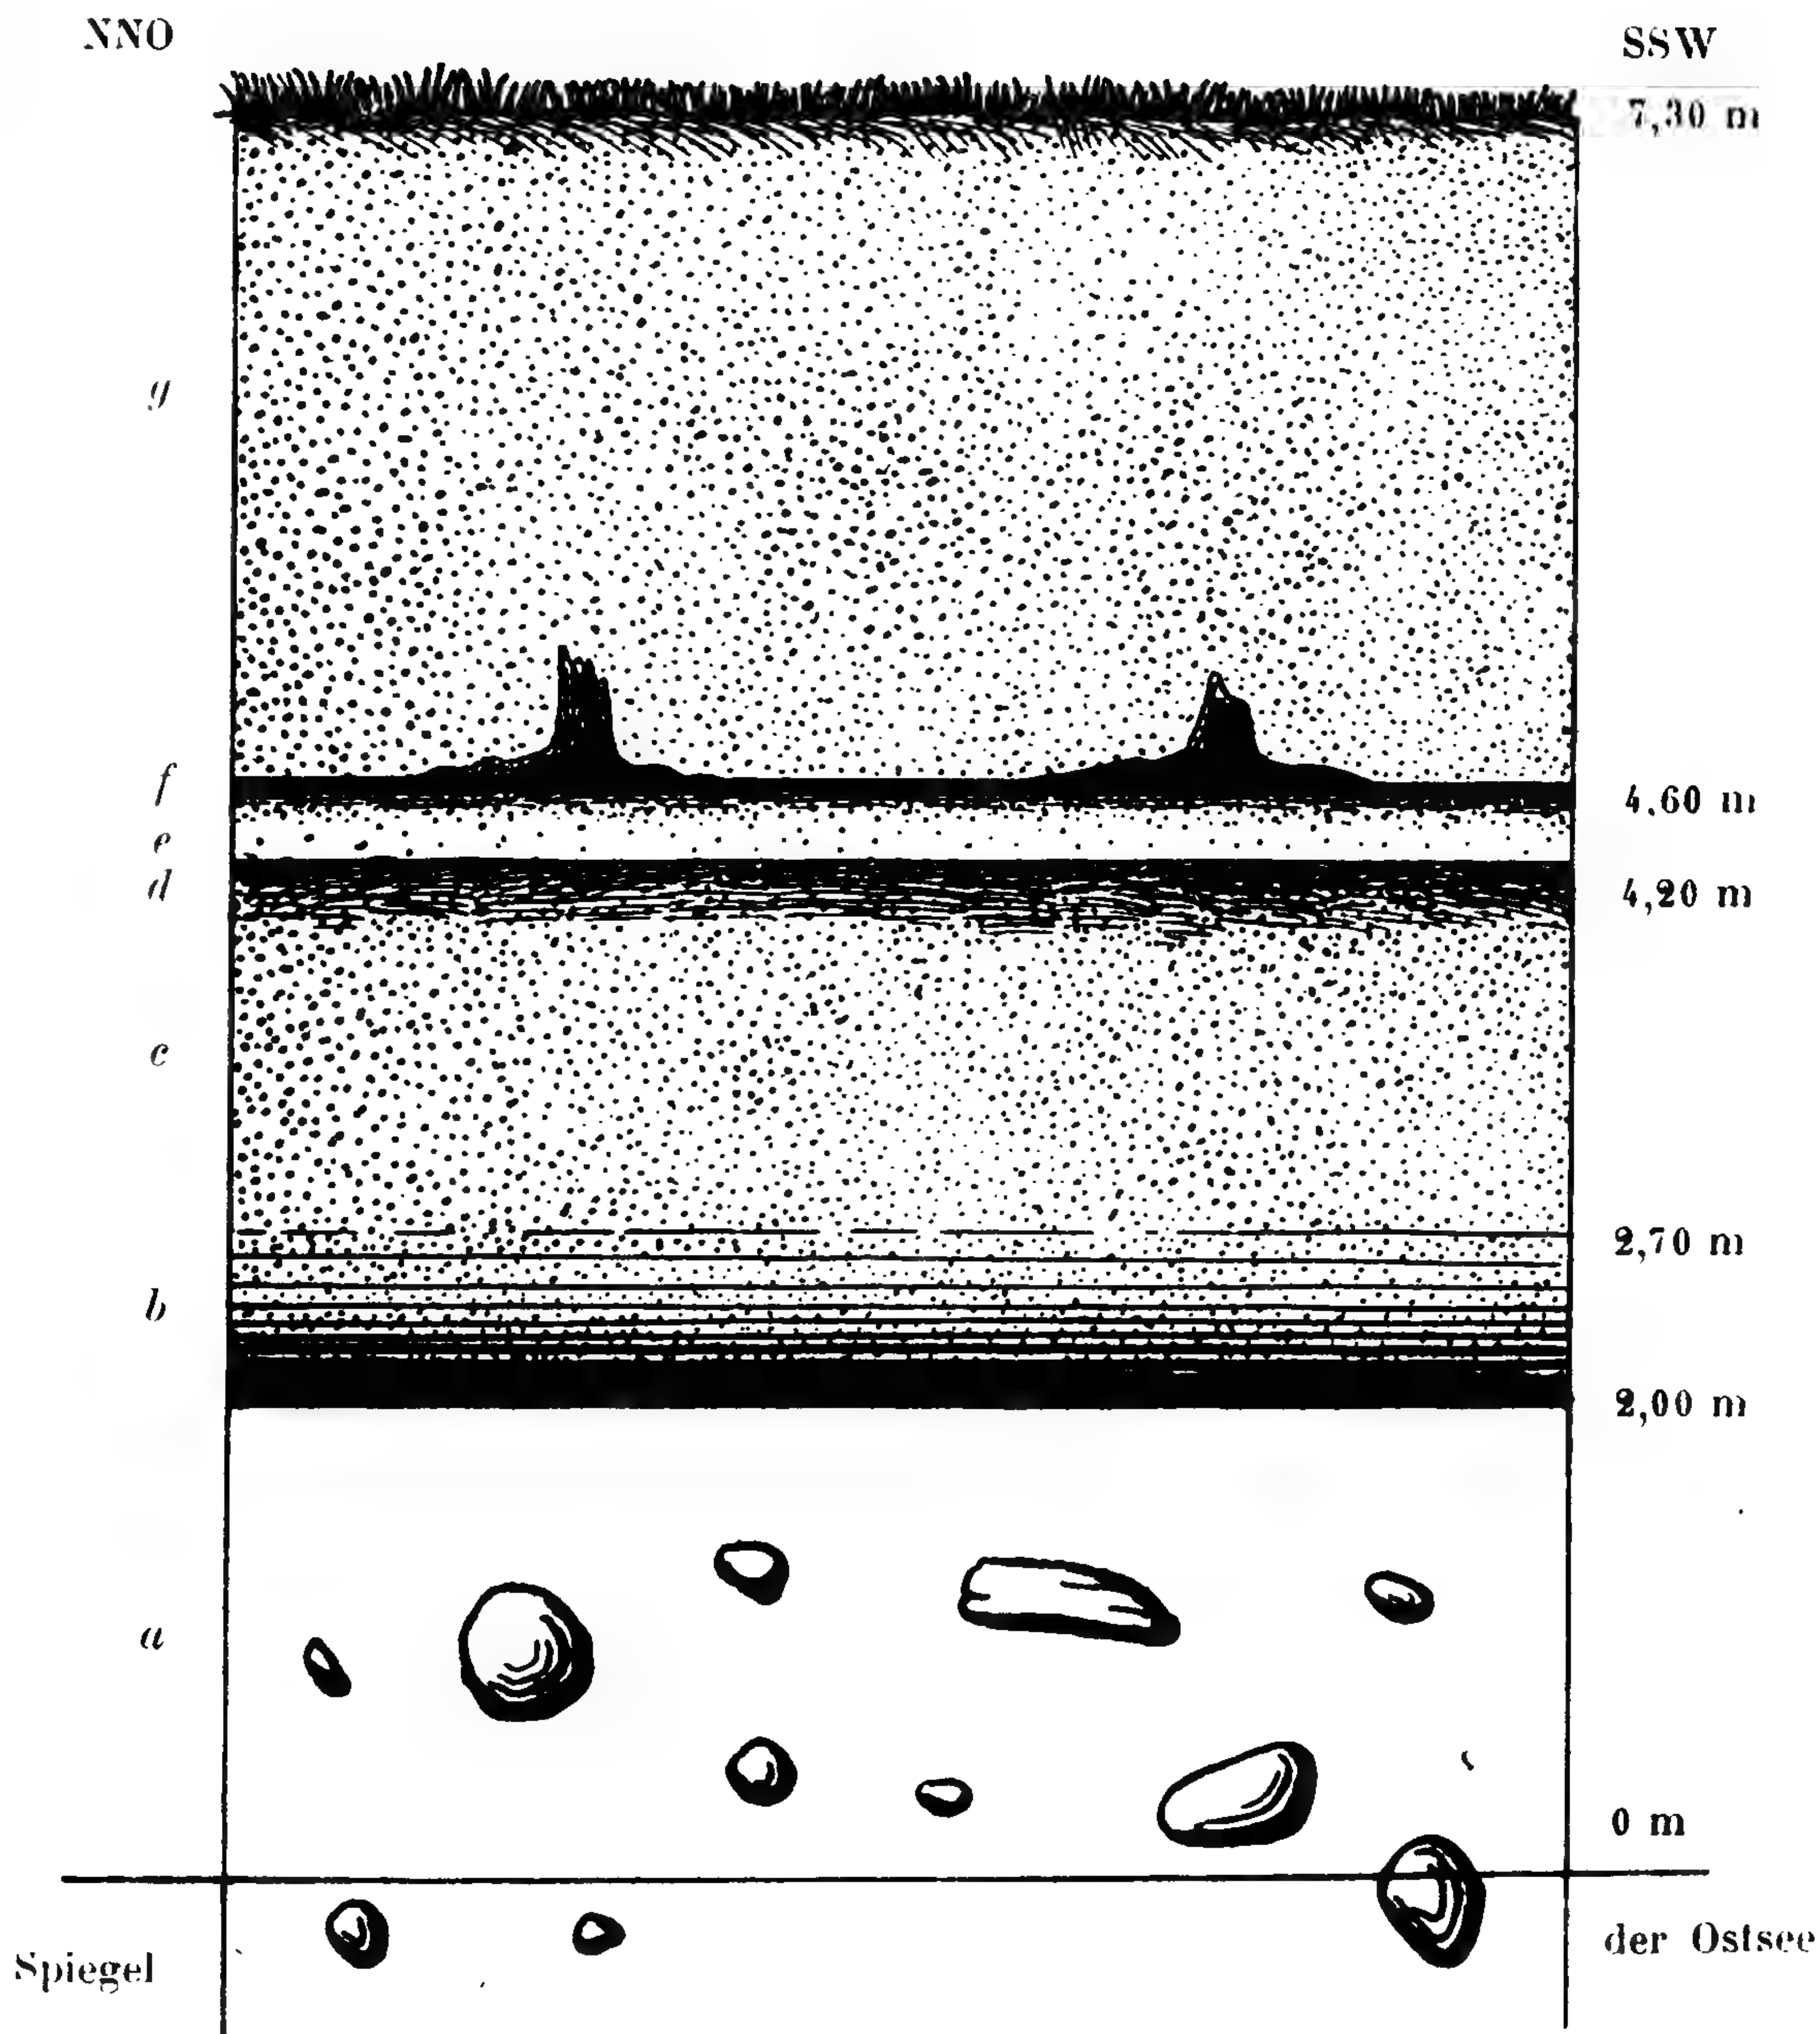 NNO
SSW
7,30 m
g
f
4.60 m
e
d
4,20 m
c
2,70 m
b
2,00 m
a
0 m
Spiegel
der Ostsee